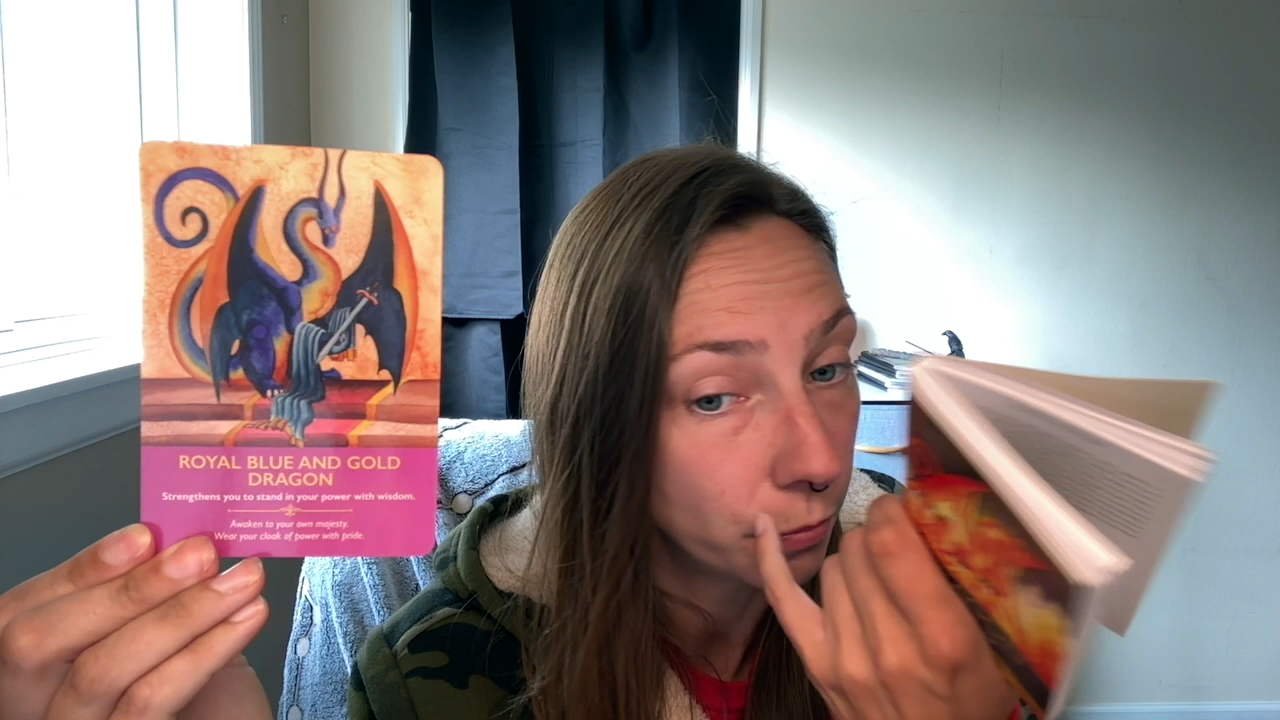 ROYAL BLUE AND GOLD
DRAGON
Strengthens you to stand in your power with wisdom.
Awaken to your own majesty.
Wear your cloak of power with pride.